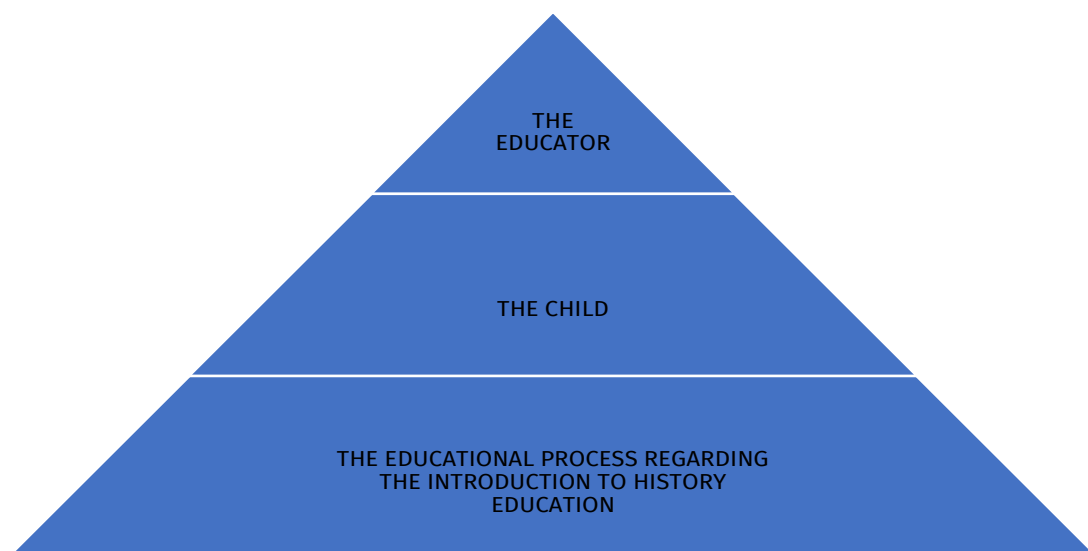 THE
EDUCATOR
THE CHILD
THE EDUCATIONAL PROCESS REGARDING
THE INTRODUCTION TO HISTORY
EDUCATION